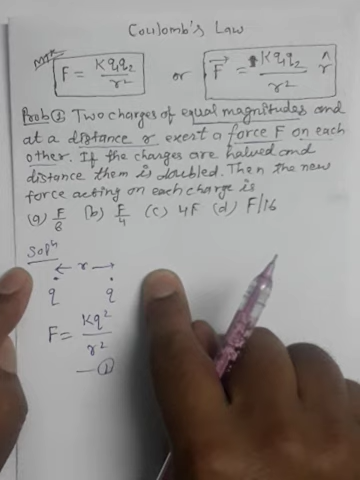 Coulomb's Law
F = Kq1q2 / r² or F⃗ = Kq1q2 / r² r̂
Prob ①: Two charges of equal magnitudes and
at a distance r exert a force F on each
other. If the charges are halved and
distance them is doubled. Then the new
force acting on each charge is
(a) F/8 (b) F/4 (c) 4F (d) F/16
Solⁿ
← r →
q q
F = Kq² / r²
—①